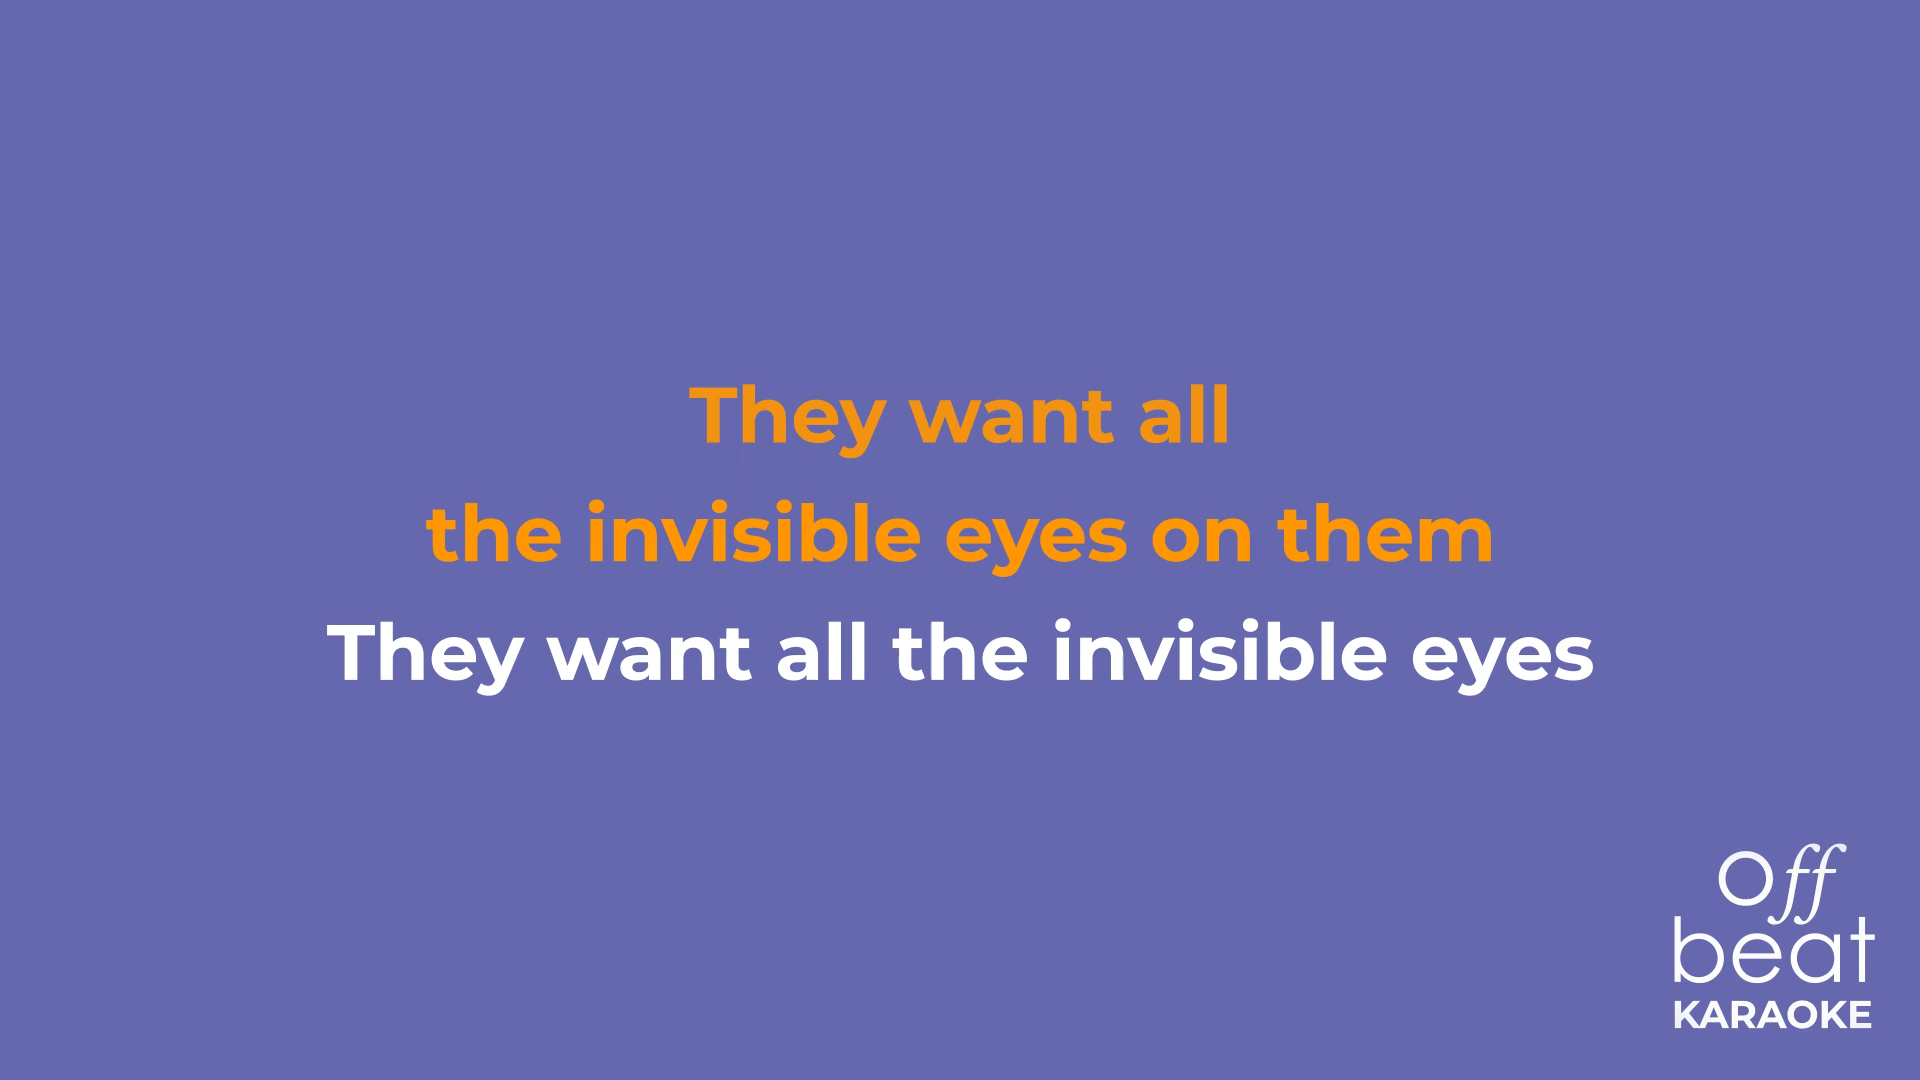 They want all
the invisible eyes on them
They want all the invisible eyes
Off
beat
KARAOKE